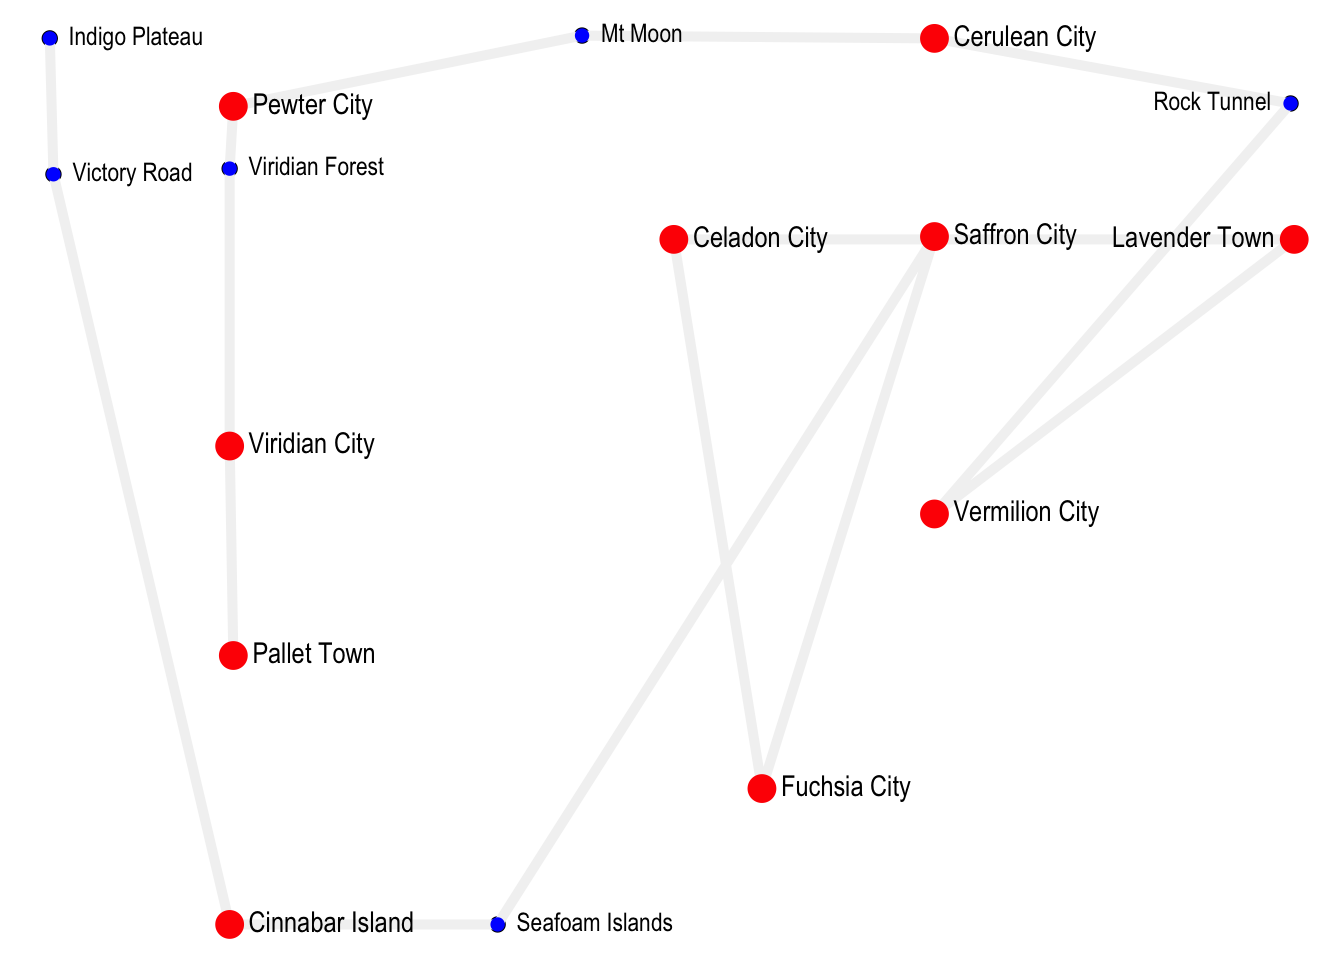 Indigo Plateau
Mt Moon
Cerulean City
Pewter City
Rock Tunnel
Victory Road
Viridian Forest
Celadon City
Saffron City
Lavender Town
Viridian City
Vermilion City
Pallet Town
Fuchsia City
Cinnabar Island
Seafoam Islands